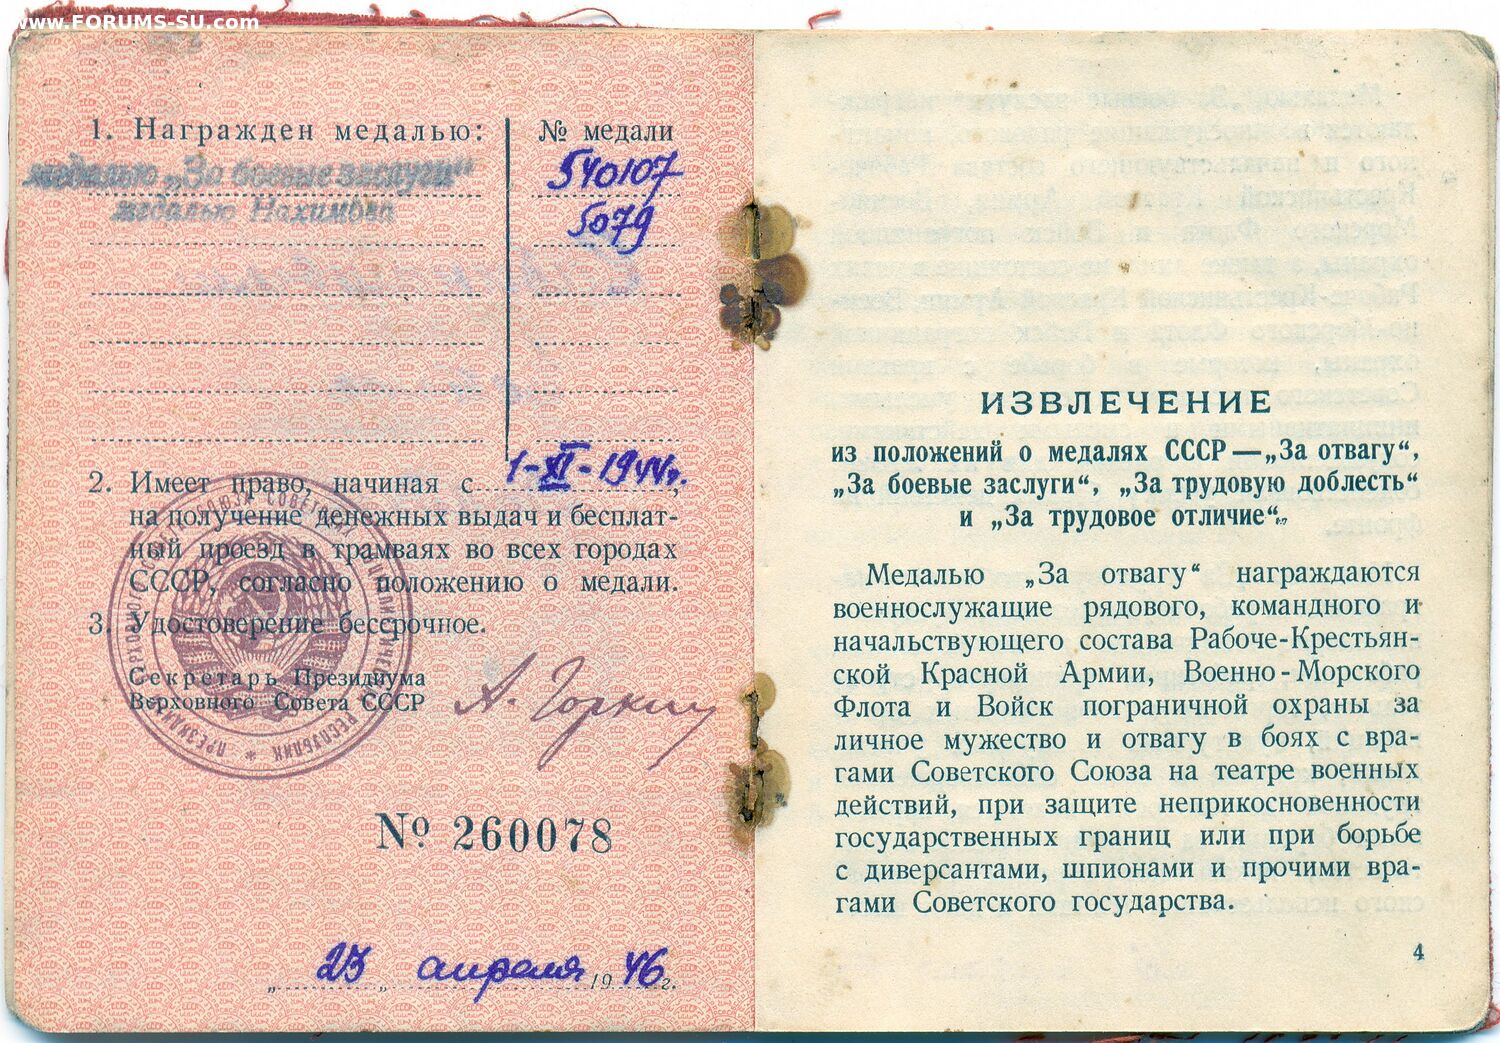 www.FORUMS-SU.com
1. Награжден медалью:
№ медали
медалью „За боевые заслуги“
540107
медалью Нахимова
5079
2. Имеет право, начиная с 1-XI-1944г.,
на получение денежных выдач и бесплат-
ный проезд в трамваях во всех городах
СССР, согласно положению о медали.
3. Удостоверение бессрочное.
Секретарь Президиума
Верховного Совета СССР
А. Горкин
№ 260078
„23„ апреля 1946г.
ИЗВЛЕЧЕНИЕ
из положений о медалях СССР—„За отвагу“,
„За боевые заслуги“, „За трудовую доблесть“
и „За трудовое отличие“.
Медалью „За отвагу“ награждаются
военнослужащие рядового, командного и
начальствующего состава Рабоче-Крестьян-
ской Красной Армии, Военно-Морского
Флота и Войск пограничной охраны за
личное мужество и отвагу в боях с вра-
гами Советского Союза на театре военных
действий, при защите неприкосновенности
государственных границ или при борьбе
с диверсантами, шпионами и прочими вра-
гами Советского государства.
4